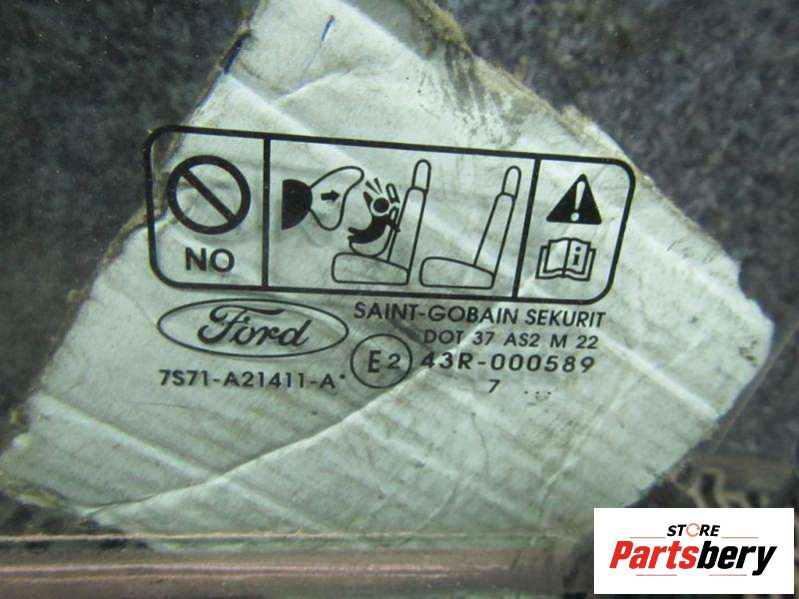 NO
Ford
SAINT-GOBAIN SEKURIT
DOT 37 AS2 M 22
E2 43R-000589
7S71-A21411-A*
7 ...
i
STORE
Partsbery